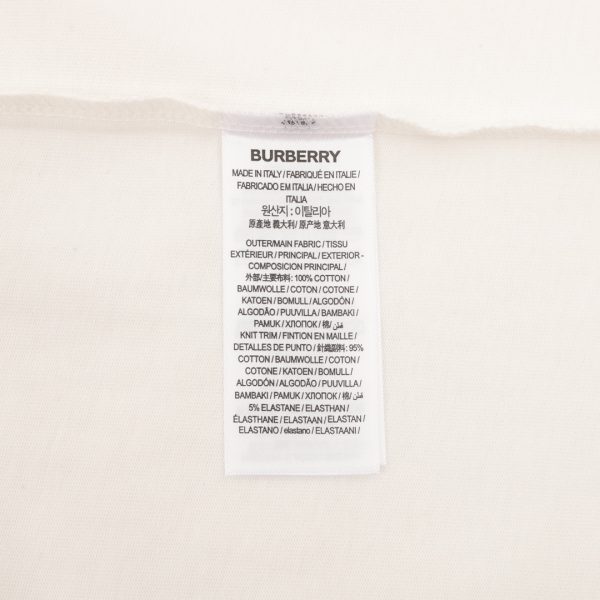 BURBERRY
MADE IN ITALY / FABRIQUÉ EN ITALIE /
FABRICADO EM ITALIA / HECHO EN
ITALIA
원산지 : 이탈리아
原產地 義大利 / 原产地 意大利
OUTER/MAIN FABRIC / TISSU
EXTÉRIEUR / PRINCIPAL / EXTERIOR -
COMPOSICION PRINCIPAL /
外部/主要布料: 100% COTTON /
BAUMWOLLE / COTON / COTONE /
KATOEN / BOMULL / ALGODÓN /
ALGODÃO / PUUVILLA / BAMBAKI /
PAMUK / ХЛОПОК / 棉/ قطن /
KNIT TRIM / FINTION EN MAILLE /
DETALLES DE PUNTO / 針織副料: 95%
COTTON / BAUMWOLLE / COTON /
COTONE / KATOEN / BOMULL /
ALGODÓN / ALGODÃO / PUUVILLA /
BAMBAKI / PAMUK / ХЛОПОК / 棉/ قطن /
5% ELASTANE / ELASTHAN /
ÉLASTHANE / ELASTAAN / ELASTAN /
ELASTANO / elastano / ELASTAANI /